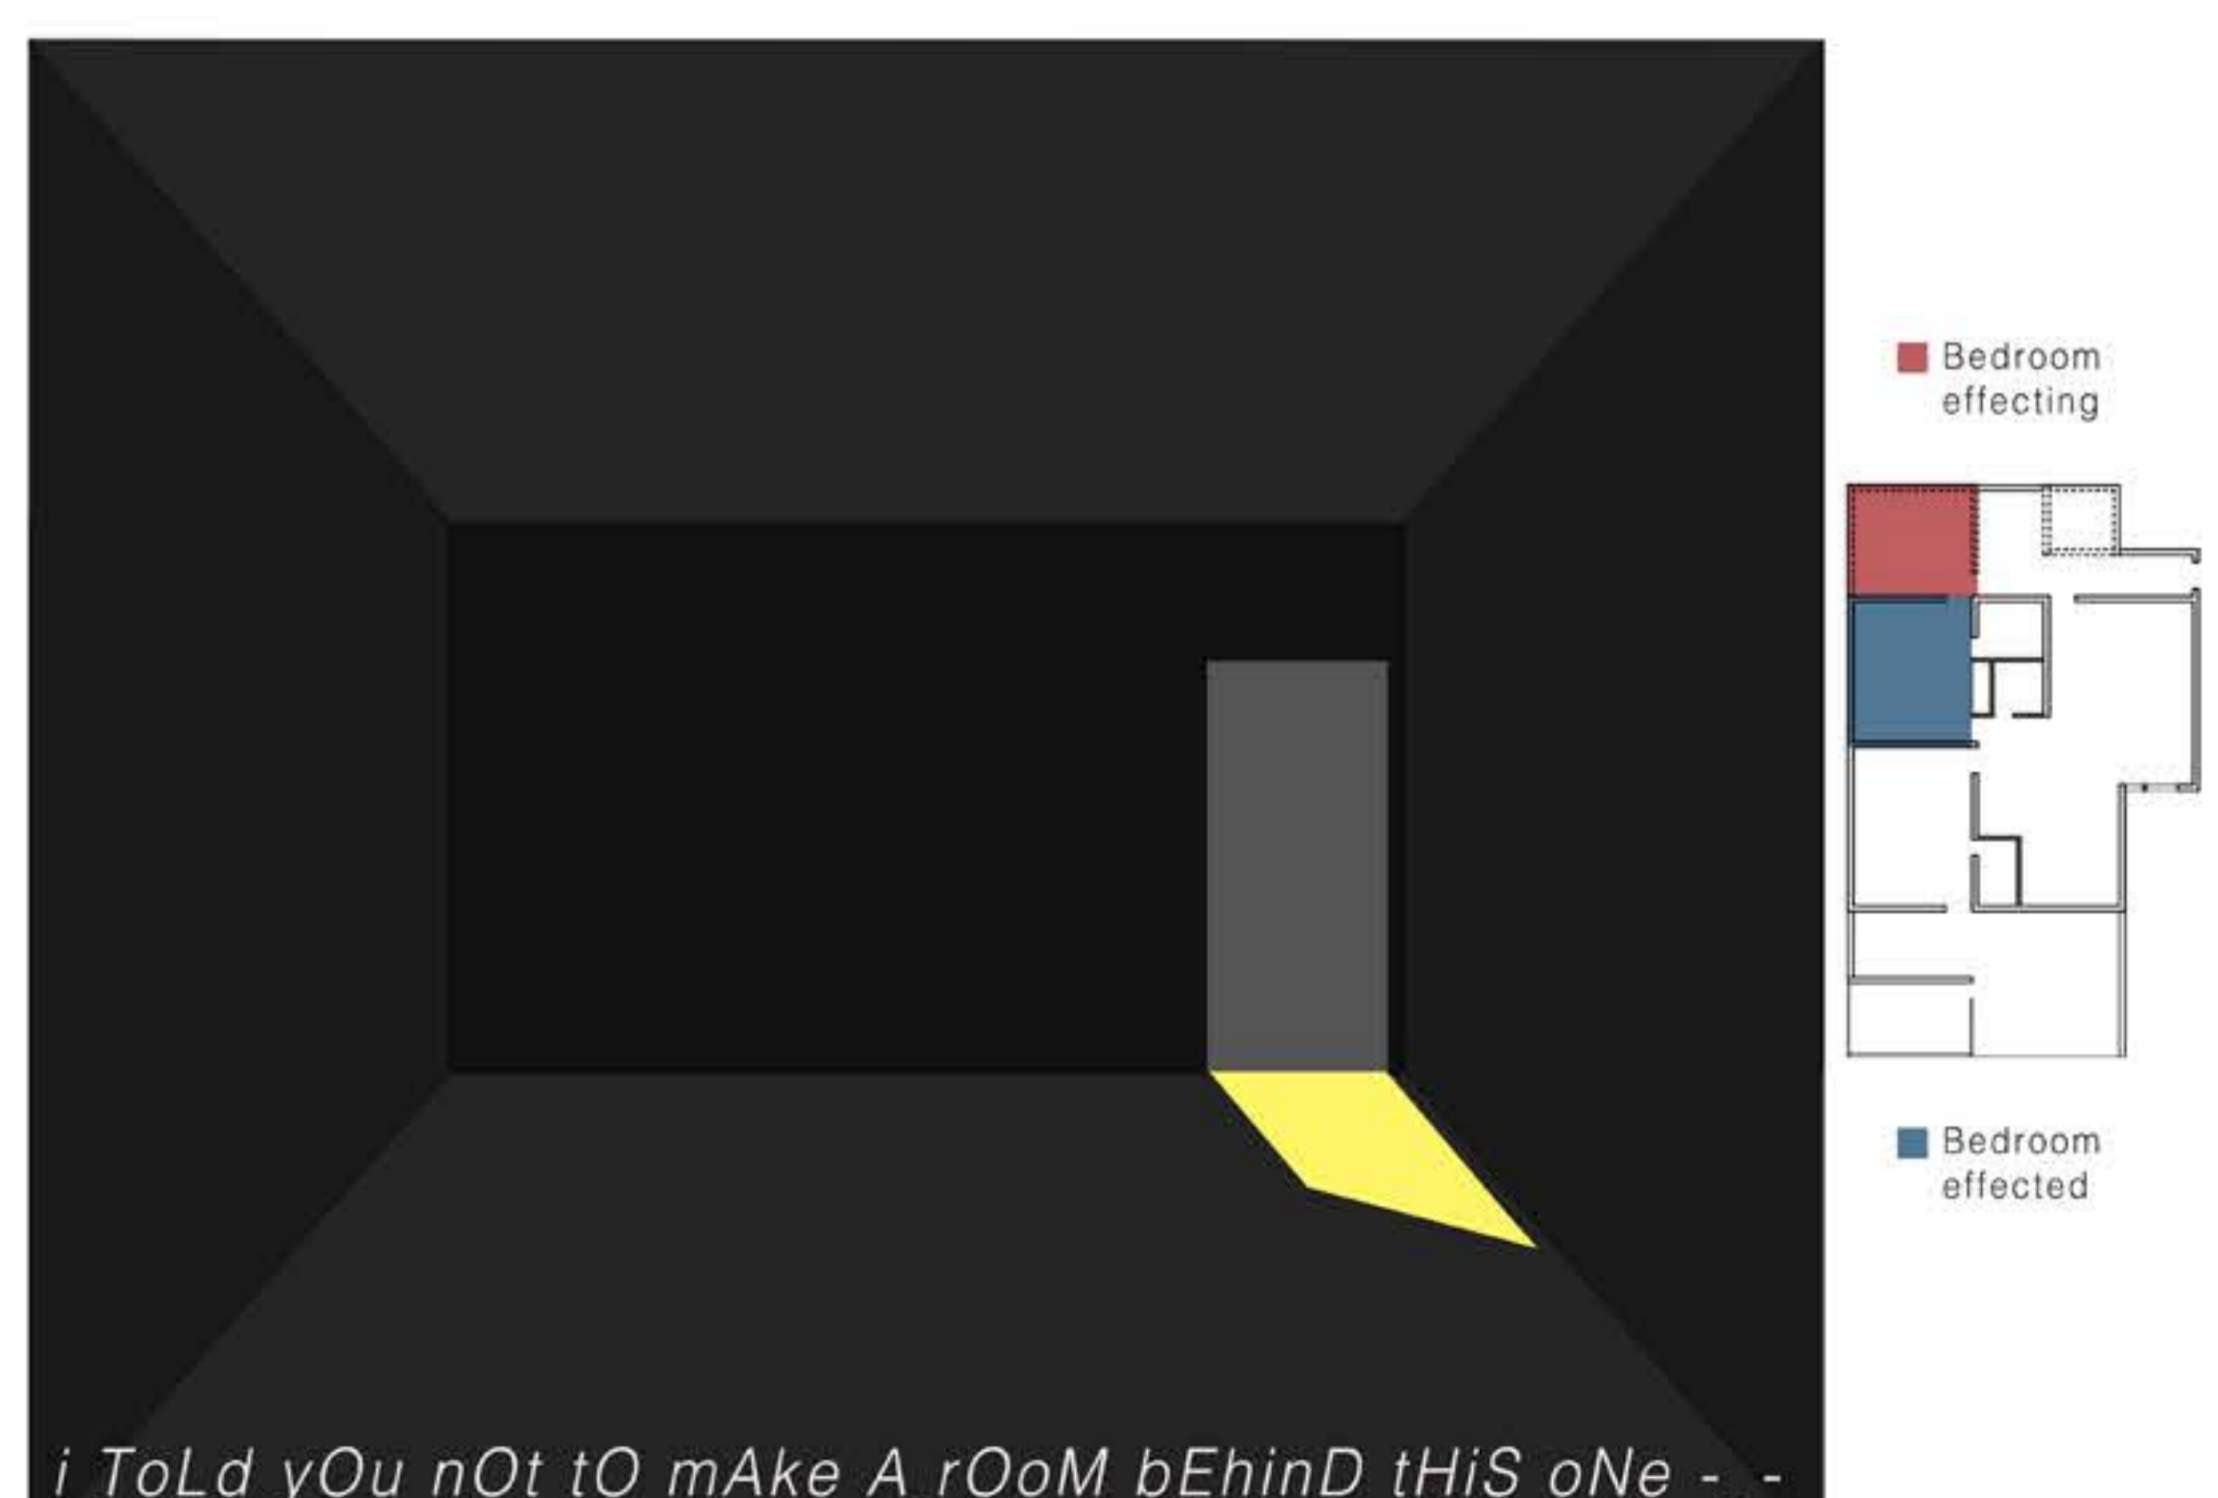 Bedroom
effecting
Bedroom
effected
i ToLd yOu nOt tO mAke A rOoM bEhinD tHiS oNe - -